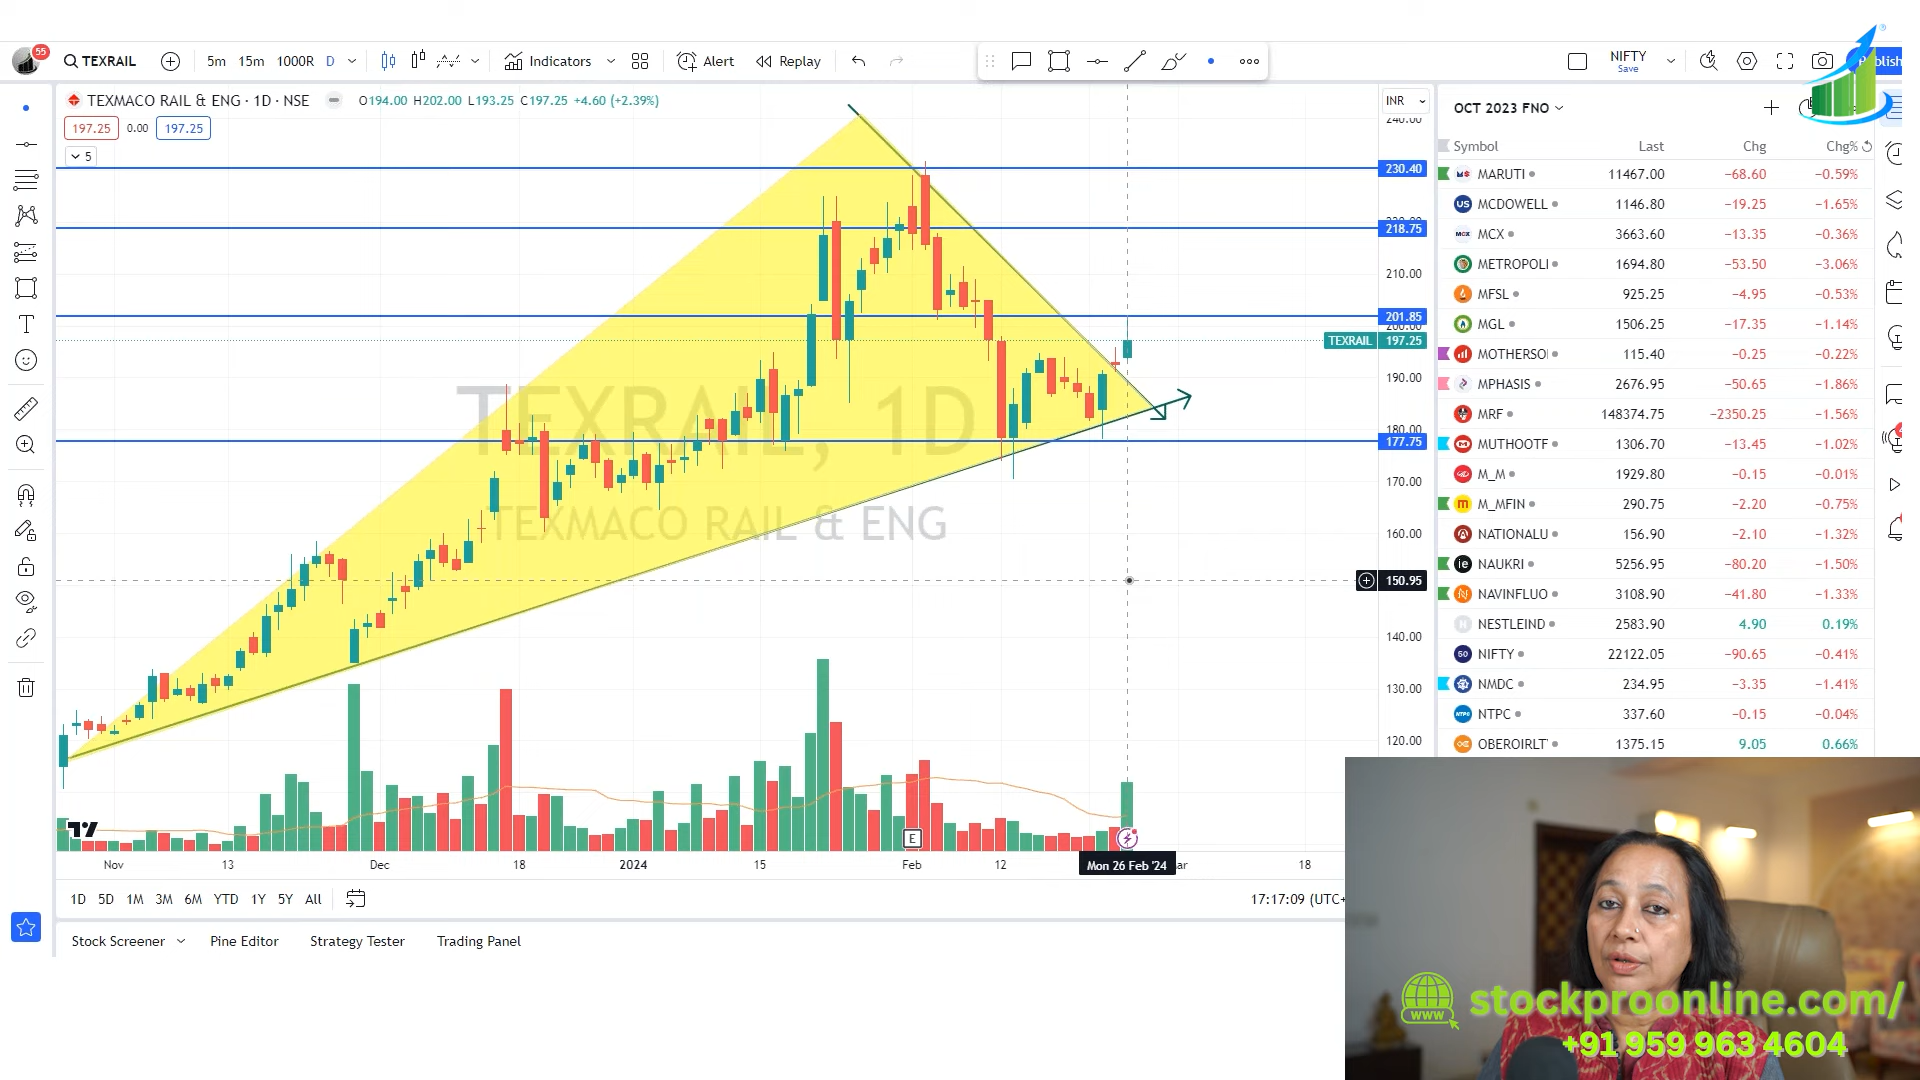 55
TEXRAIL
5m 15m 1000R D
Indicators
Alert
Replay
NIFTY
Save
TEXMACO RAIL & ENG · 1D · NSE
O194.00 H202.00 L193.25 C197.25 +4.60 (+2.39%)
197.25 0.00 197.25
5
INR
TEXRAIL, 1D
TEXMACO RAIL & ENG
240.00
230.40
218.75
210.00
201.85
200.00
TEXRAIL 197.25
190.00
180.00
177.75
170.00
160.00
150.95
140.00
130.00
120.00
E
Nov 13 Dec 18 2024 15 Feb 12 Mon 26 Feb '24 18
1D 5D 1M 3M 6M YTD 1Y 5Y All
17:17:09 (UTC+
Stock Screener Pine Editor Strategy Tester Trading Panel
OCT 2023 FNO
Symbol Last Chg Chg%
MARUTI 11467.00 −68.60 −0.59%
MCDOWELL 1146.80 −19.25 −1.65%
MCX 3663.60 −13.35 −0.36%
METROPOLI 1694.80 −53.50 −3.06%
MFSL 925.25 −4.95 −0.53%
MGL 1506.25 −17.35 −1.14%
MOTHERSO 115.40 −0.25 −0.22%
MPHASIS 2676.95 −50.65 −1.86%
MRF 148374.75 −2350.25 −1.56%
MUTHOOTF 1306.70 −13.45 −1.02%
M_M 1929.80 −0.15 −0.01%
M_MFIN 290.75 −2.20 −0.75%
NATIONALU 156.90 −2.10 −1.32%
NAUKRI 5256.95 −80.20 −1.50%
NAVINFLUO 3108.90 −41.80 −1.33%
NESTLEIND 2583.90 4.90 0.19%
NIFTY 22122.05 −90.65 −0.41%
NMDC 234.95 −3.35 −1.41%
NTPC 337.60 −0.15 −0.04%
OBEROIRLT 1375.15 9.05 0.66%
www
stockproonline.com/
+91 959 963 4604